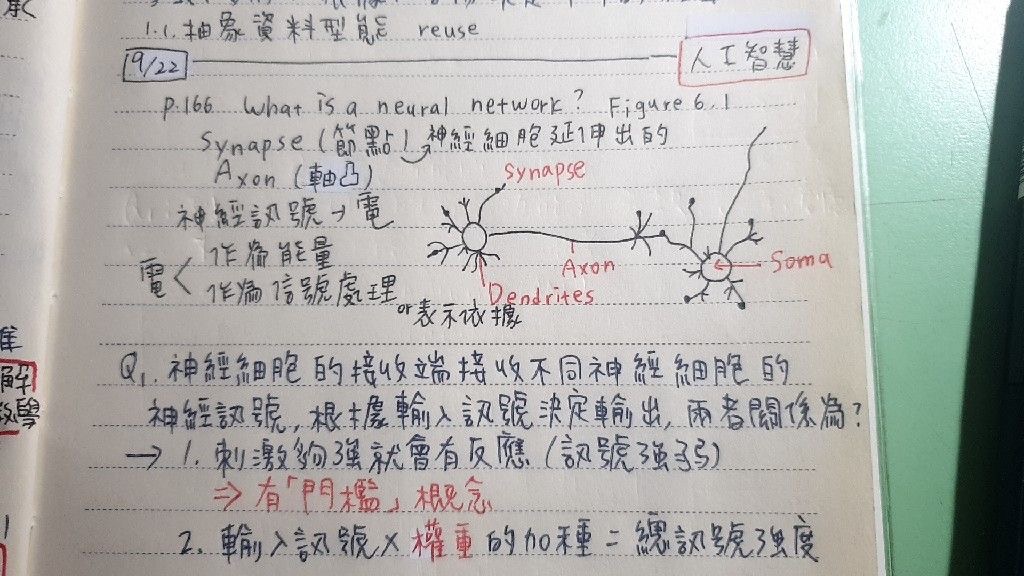 1.1. 抽象資料型態 reuse
9/22
人工智慧
p.166 What is a neural network? Figure 6.1
Synapse (節點) 神經細胞延伸出的
Axon (軸凸)
synapse
神經訊號 → 電
電 < 作為能量
作為信號處理
or 表示依據
Axon
Dendrites
Soma
Q1. 神經細胞的接收端接收不同神經細胞的
神經訊號, 根據輸入訊號決定輸出, 兩者關係為?
→ 1. 刺激夠強就會有反應 (訊號強弱)
⇒ 有「門檻」概念
2. 輸入訊號 × 權重的加種 = 總訊號強度
解
教學